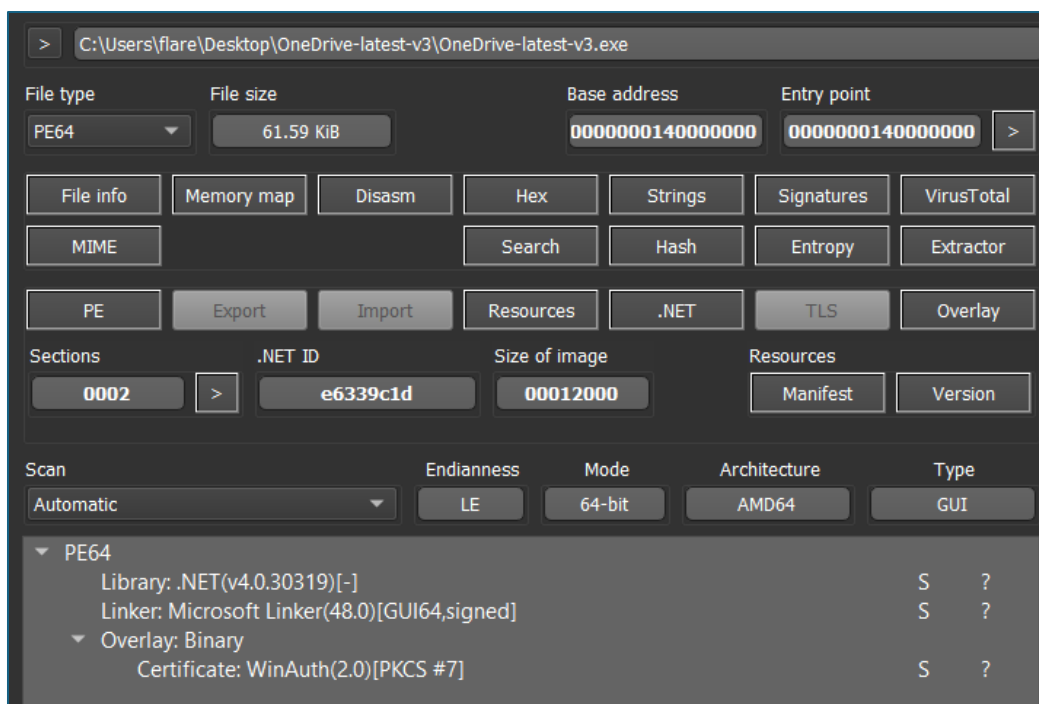 > C:\Users\flare\Desktop\OneDrive-latest-v3\OneDrive-latest-v3.exe
File type File size Base address Entry point
PE64 61.59 KiB 0000000140000000 0000000140000000 >
File info Memory map Disasm Hex Strings Signatures VirusTotal
MIME Search Hash Entropy Extractor
PE Export Import Resources .NET TLS Overlay
Sections .NET ID Size of image Resources
0002 > e6339c1d 00012000 Manifest Version
Scan Endianness Mode Architecture Type
Automatic LE 64-bit AMD64 GUI
PE64
Library: .NET(v4.0.30319)[-] S ?
Linker: Microsoft Linker(48.0)[GUI64,signed] S ?
Overlay: Binary
Certificate: WinAuth(2.0)[PKCS #7] S ?